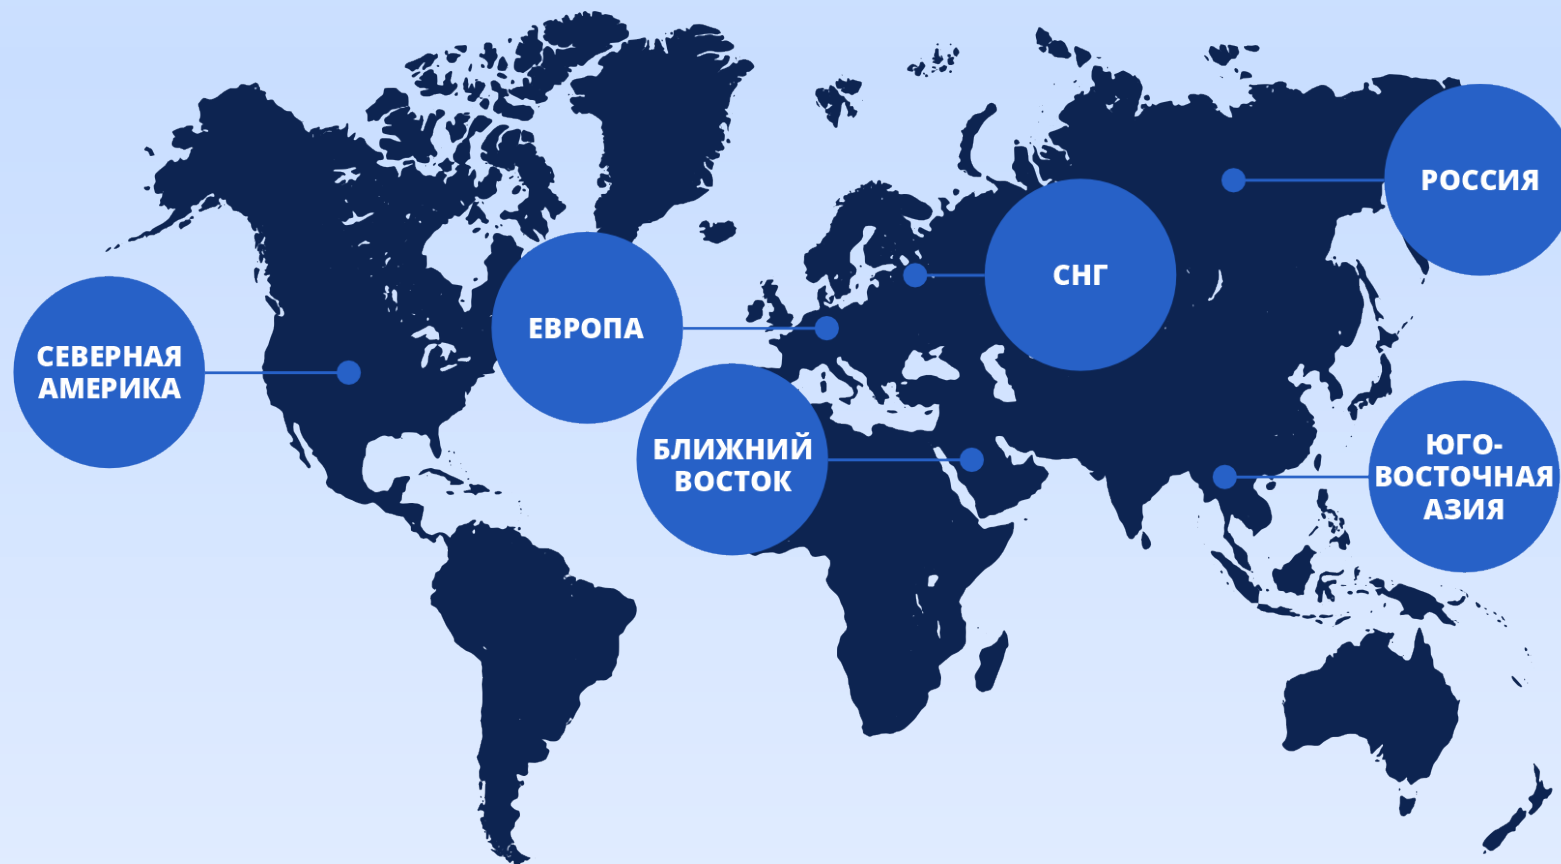 РОССИЯ
СНГ
ЕВРОПА
СЕВЕРНАЯ
АМЕРИКА
БЛИЖНИЙ
ВОСТОК
ЮГО-
ВОСТОЧНАЯ
АЗИЯ